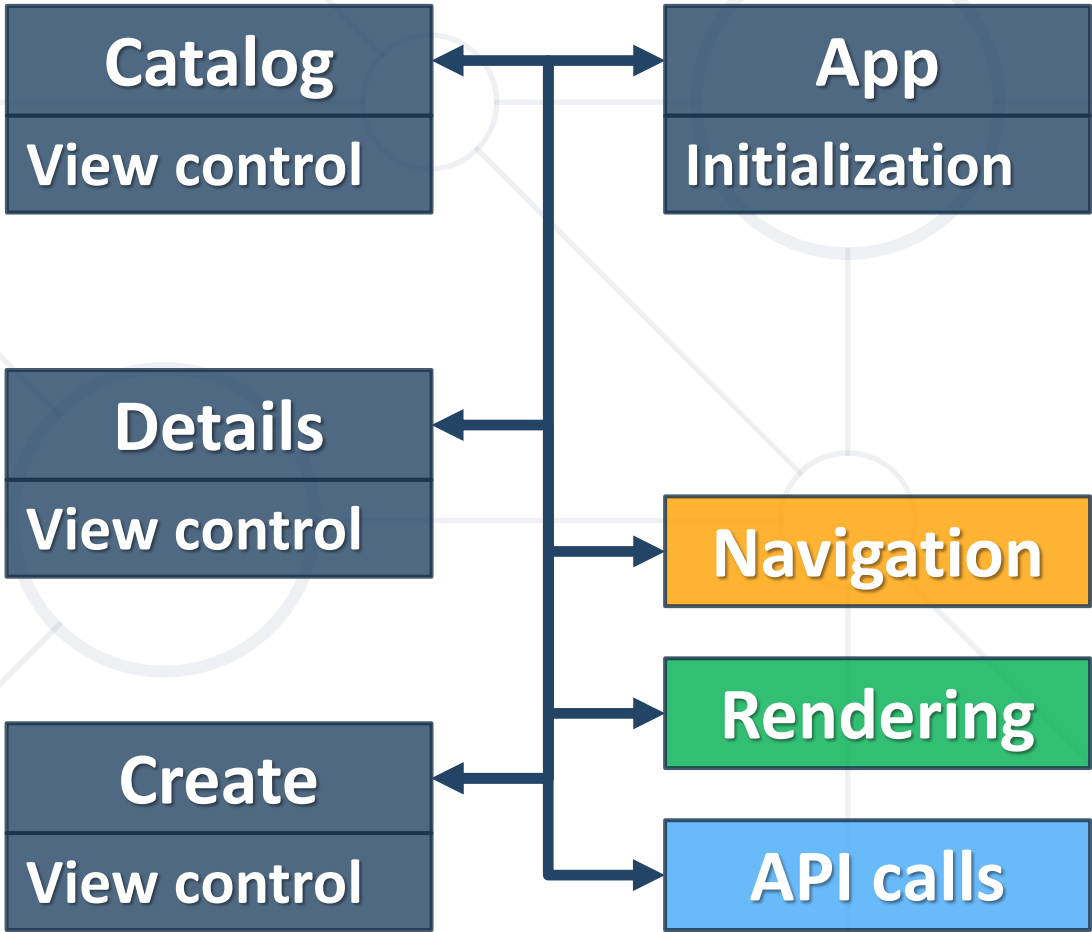 Catalog
View control
App
Initialization
Details
View control
Navigation
Rendering
Create
View control
API calls